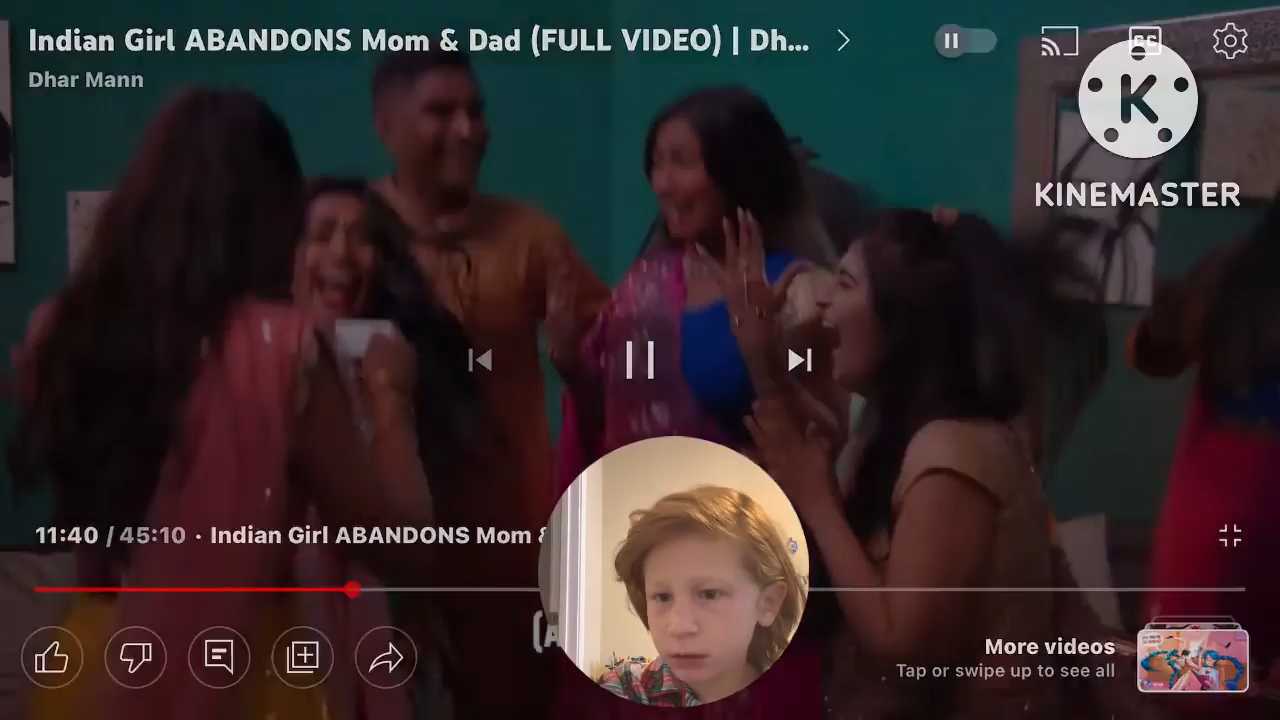 Indian Girl ABANDONS Mom & Dad (FULL VIDEO) | Dh...
Dhar Mann
CC
K
KINEMASTER
11:40 / 45:10 · Indian Girl ABANDONS Mom &
(A
More videos
Tap or swipe up to see all